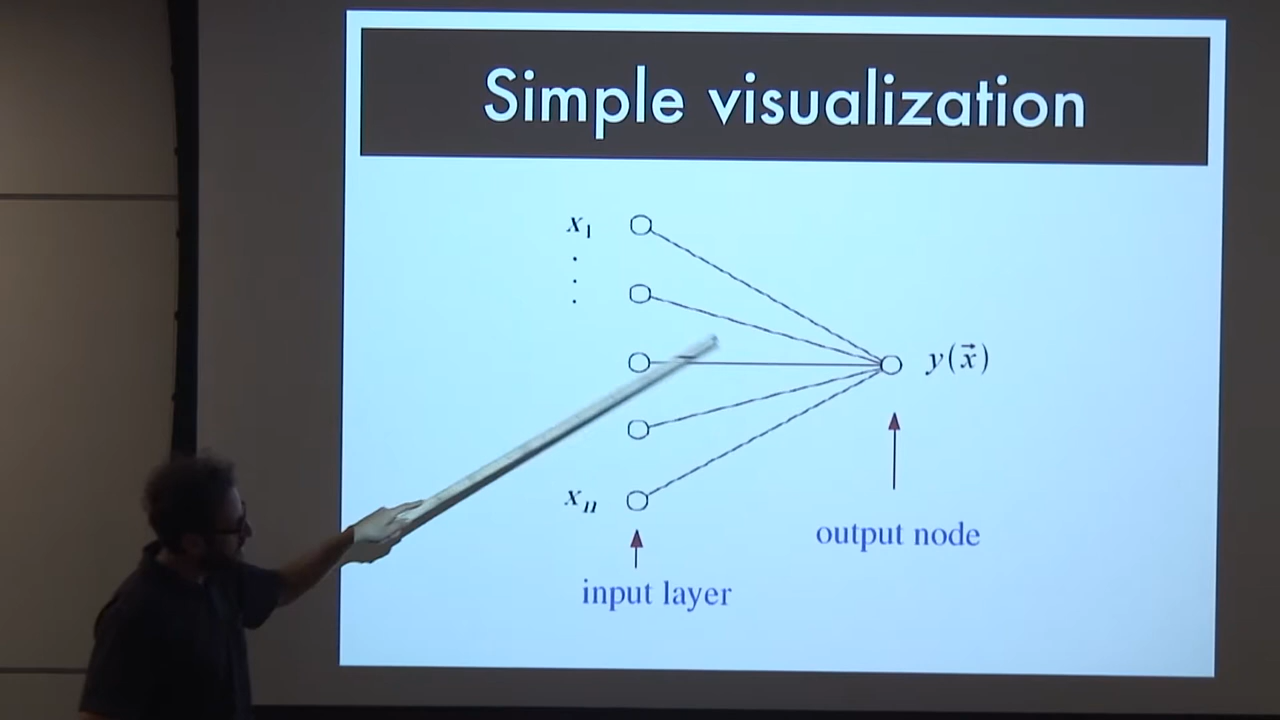 Simple visualization
x₁
.
.
.
y(x⃗)
xₙ
output node
input layer